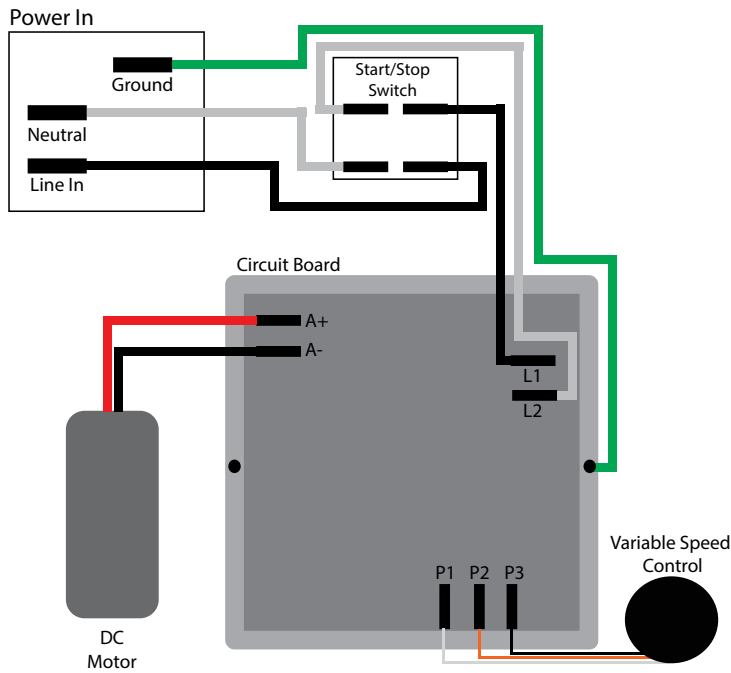 Power In
Ground
Neutral
Line In
Start/Stop
Switch
Circuit Board
A+
A-
L1
L2
P1 P2 P3
Variable Speed
Control
DC
Motor